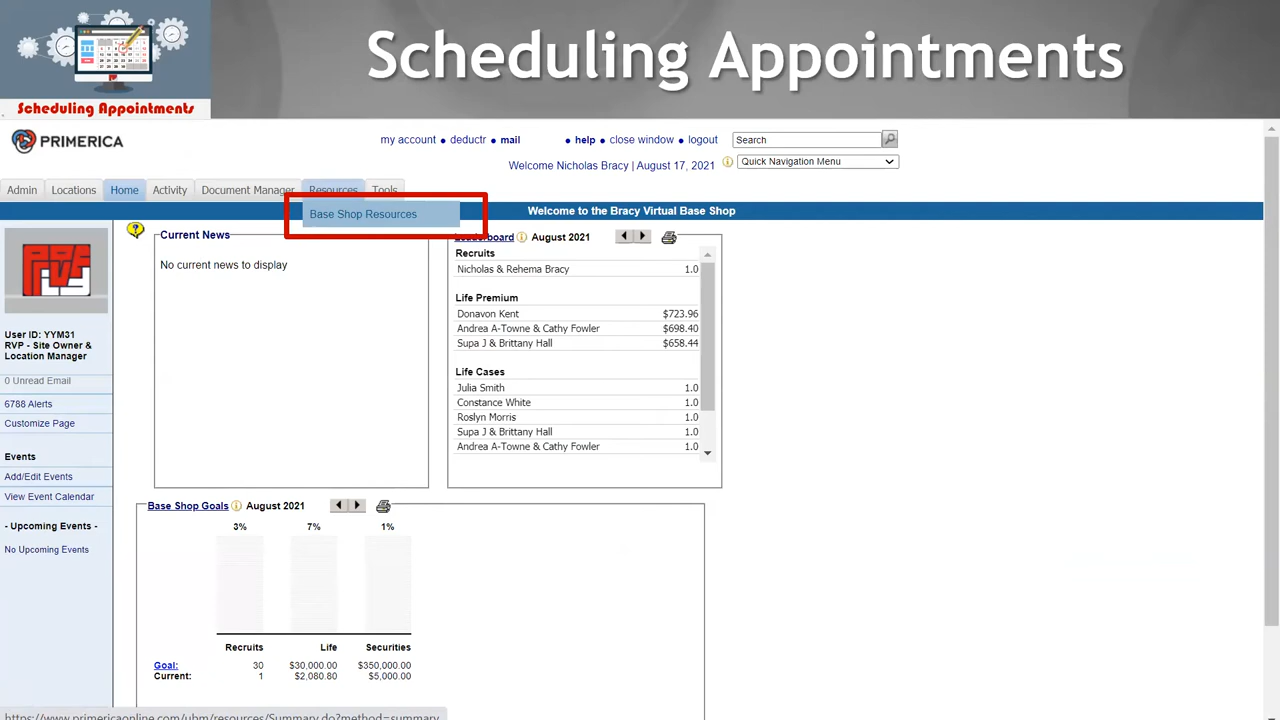 Scheduling Appointments
Scheduling Appointments
PRIMERICA
my account • deductr • mail • help • close window • logout
Search
Welcome Nicholas Bracy | August 17, 2021
Quick Navigation Menu
Admin Locations Home Activity Document Manager Resources Tools
Base Shop Resources
Welcome to the Bracy Virtual Base Shop
Current News
No current news to display
Leaderboard August 2021
Recruits
Nicholas & Rehema Bracy 1.0
Life Premium
Donavon Kent $723.96
Andrea A-Towne & Cathy Fowler $698.40
Supa J & Brittany Hall $658.44
Life Cases
Julia Smith 1.0
Constance White 1.0
Roslyn Morris 1.0
Supa J & Brittany Hall 1.0
Andrea A-Towne & Cathy Fowler 1.0
User ID: YYM31
RVP - Site Owner &
Location Manager
0 Unread Email
6788 Alerts
Customize Page
Events
Add/Edit Events
View Event Calendar
- Upcoming Events -
No Upcoming Events
Base Shop Goals August 2021
3% 7% 1%
Recruits Life Securities
Goal: 30 $30,000.00 $350,000.00
Current: 1 $2,080.80 $5,000.00
https://www.primericaonline.com/ubm/resources/Summary.do?method=summary